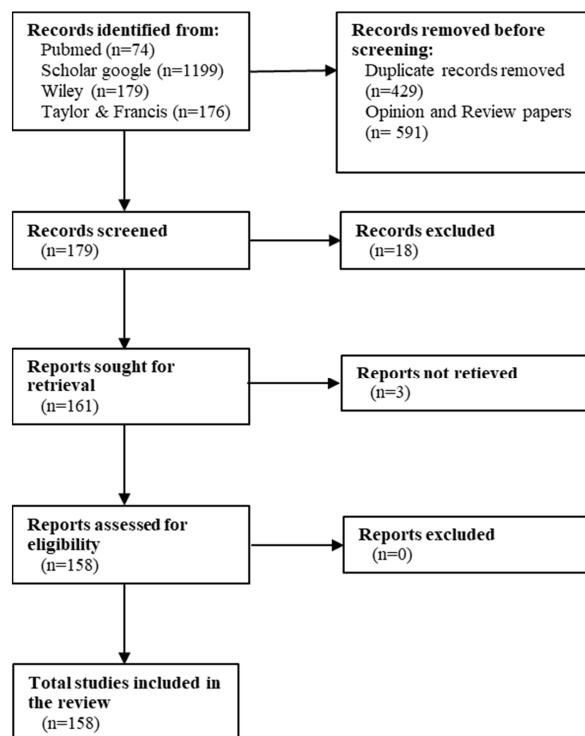 Records identified from:
Pubmed (n=74)
Scholar google (n=1199)
Wiley (n=179)
Taylor & Francis (n=176)
Records removed before
screening:
Duplicate records removed
(n=429)
Opinion and Review papers
(n= 591)
Records screened
(n=179)
Records excluded
(n=18)
Reports sought for
retrieval
(n=161)
Reports not retieved
(n=3)
Reports assessed for
eligibility
(n=158)
Reports excluded
(n=0)
Total studies included in
the review
(n=158)